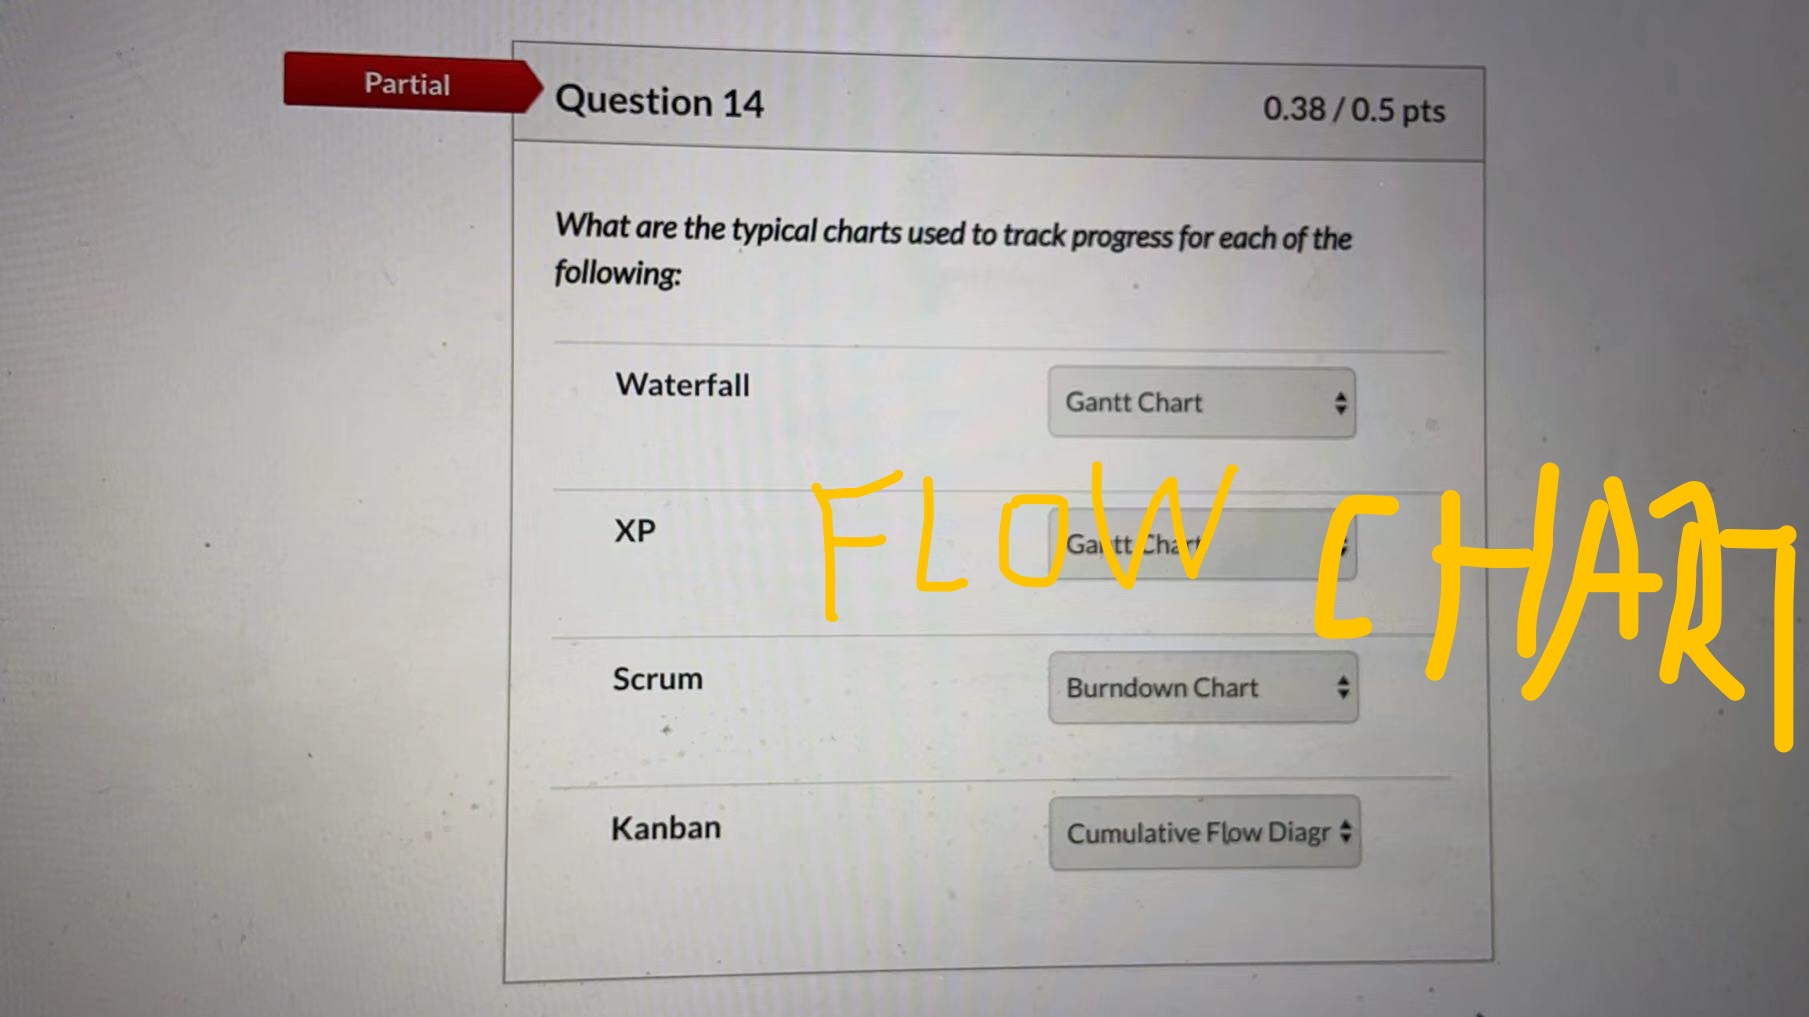 Partial
Question 14
0.38 / 0.5 pts
What are the typical charts used to track progress for each of the
following:
Waterfall
Gantt Chart
XP
Gantt Chart
FLOW CHART
Scrum
Burndown Chart
Kanban
Cumulative Flow Diagr